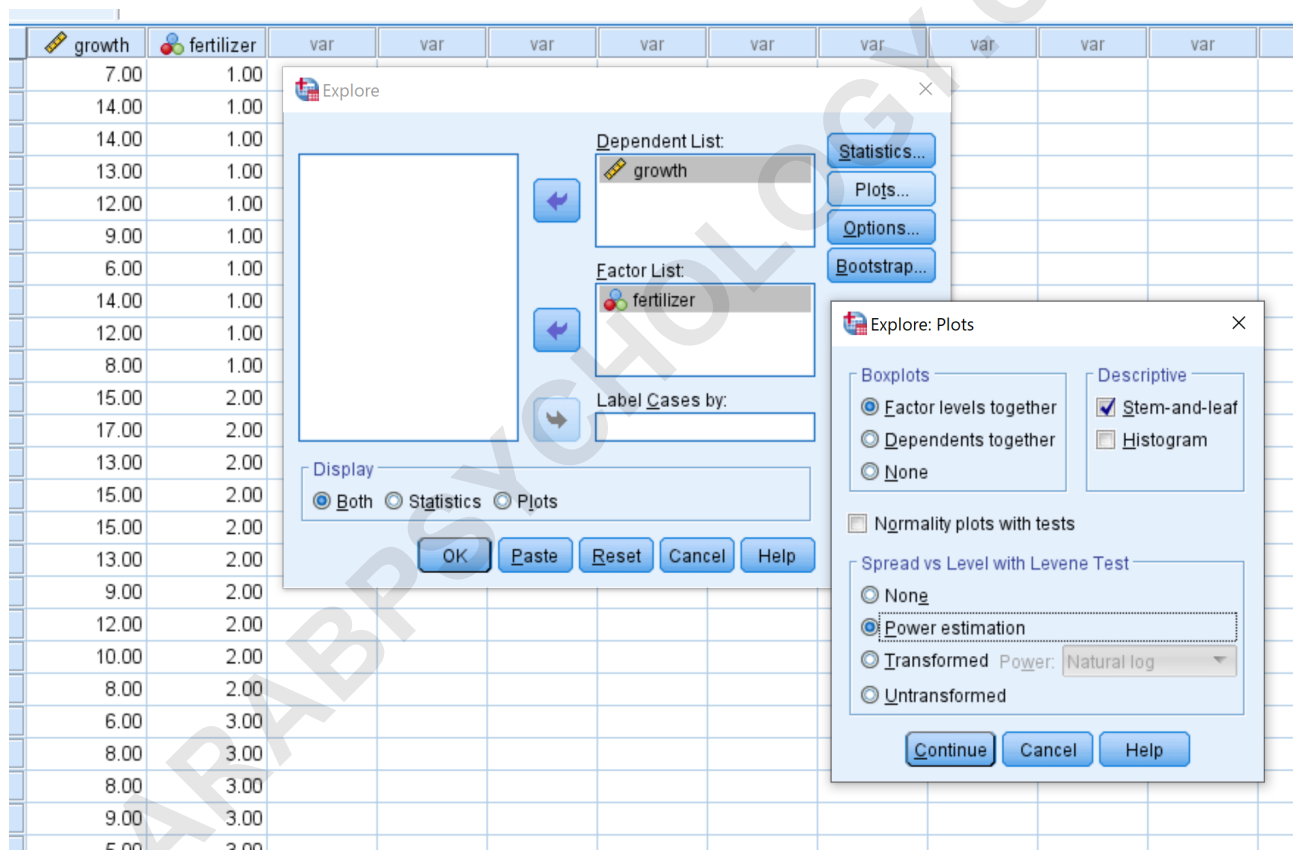 growth fertilizer var var var var var var var var var
7.00 1.00
14.00 1.00
14.00 1.00
13.00 1.00
12.00 1.00
9.00 1.00
6.00 1.00
14.00 1.00
12.00 1.00
8.00 1.00
15.00 2.00
17.00 2.00
13.00 2.00
15.00 2.00
15.00 2.00
13.00 2.00
9.00 2.00
12.00 2.00
10.00 2.00
8.00 2.00
6.00 3.00
8.00 3.00
8.00 3.00
9.00 3.00
5.00 3.00
Explore
Dependent List:
growth
Factor List:
fertilizer
Label Cases by:
Statistics...
Plots...
Options...
Bootstrap...
Display
Both Statistics Plots
OK Paste Reset Cancel Help
Explore: Plots
Boxplots
Factor levels together
Dependents together
None
Descriptive
Stem-and-leaf
Histogram
Normality plots with tests
Spread vs Level with Levene Test
None
Power estimation
Transformed Power: Natural log
Untransformed
Continue Cancel Help
ARABPSYCHOLOGY.